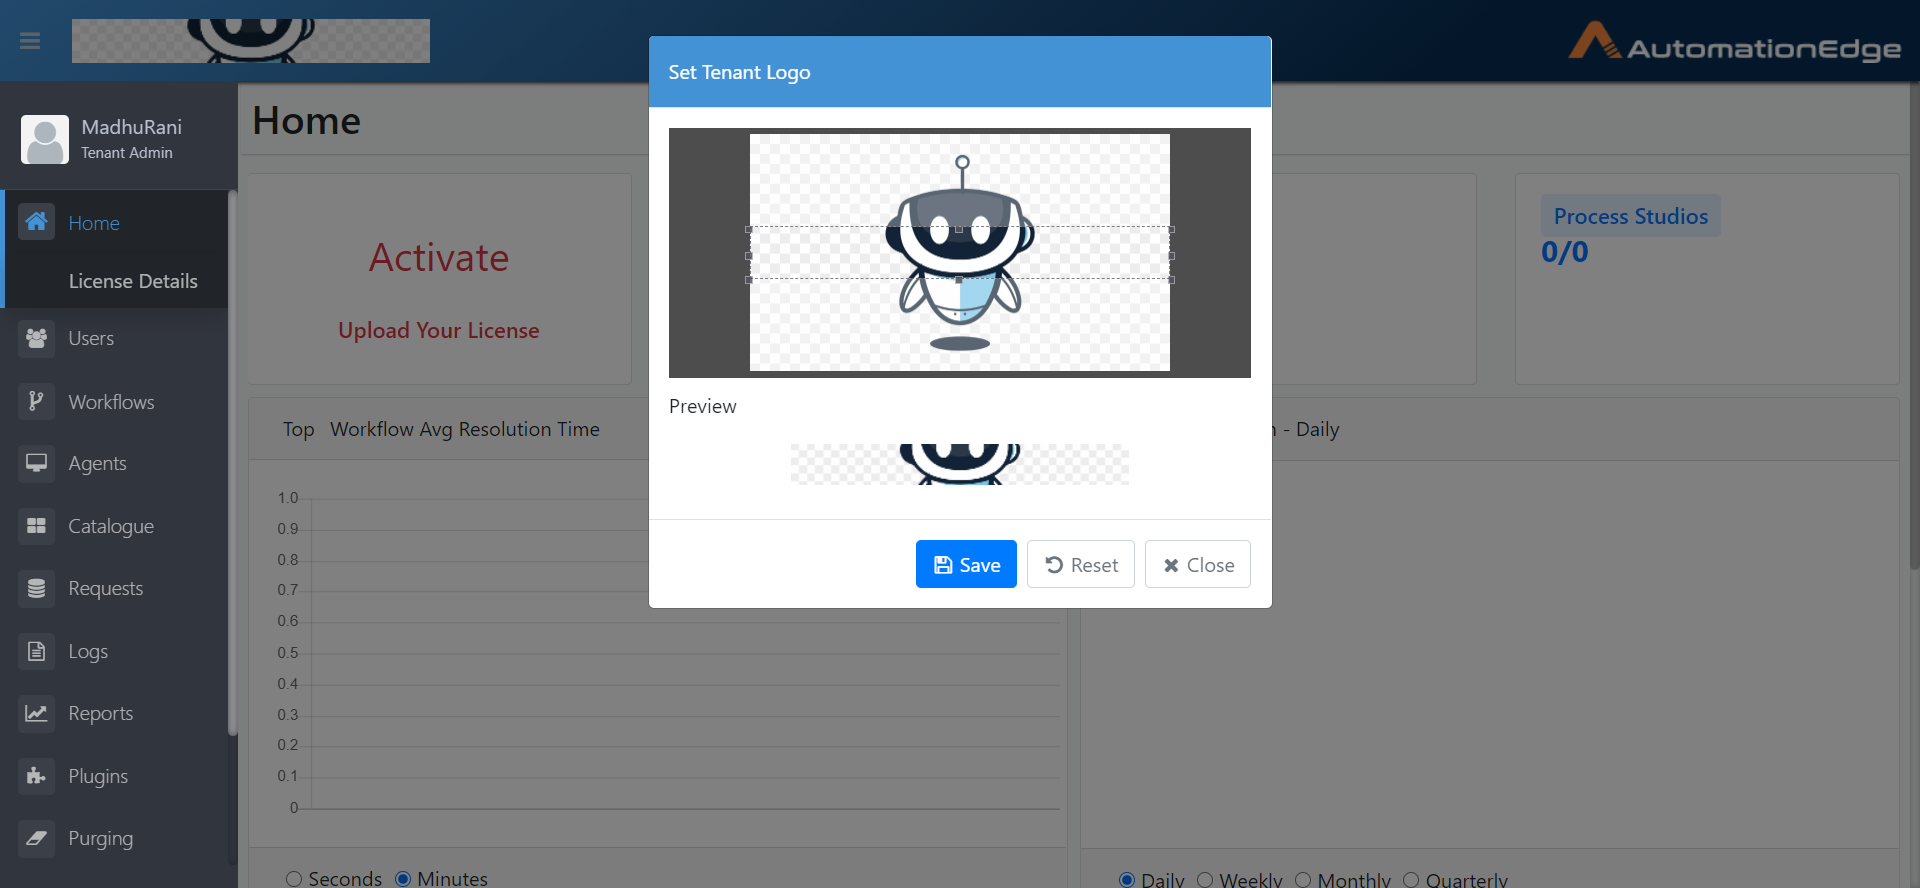 AutomationEdge
MadhuRani
Tenant Admin
Home
License Details
Users
Workflows
Agents
Catalogue
Requests
Logs
Reports
Plugins
Purging
Home
Activate
Upload Your License
Process Studios
0/0
Top Workflow Avg Resolution Time
1.0
0.9
0.8
0.7
0.6
0.5
0.4
0.3
0.2
0.1
0
Seconds Minutes
- Daily
Daily Weekly Monthly Quarterly
Set Tenant Logo
Preview
Save Reset Close